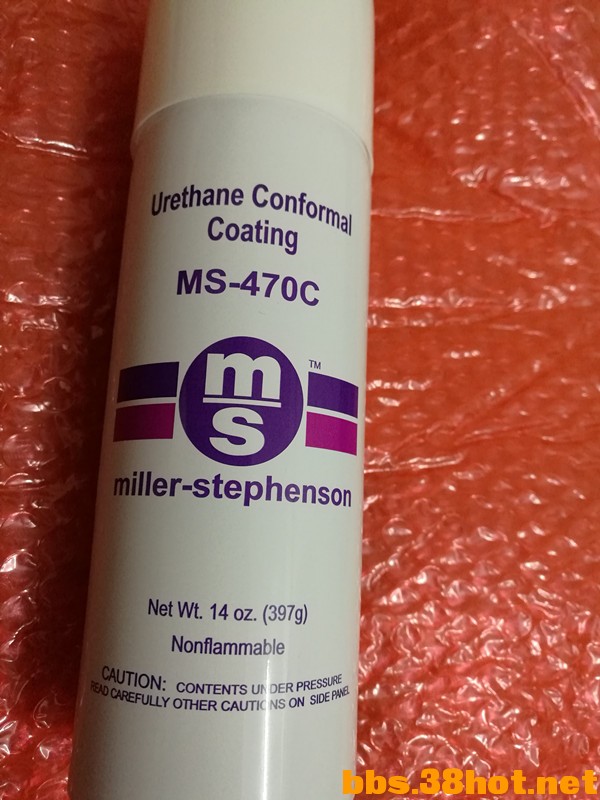 Urethane Conformal
Coating
MS-470C
TM
m
s
miller-stephenson
Net Wt. 14 oz. (397g)
Nonflammable
CAUTION: CONTENTS UNDER PRESSURE
READ CAREFULLY OTHER CAUTIONS ON SIDE PANEL
bbs.38hot.net